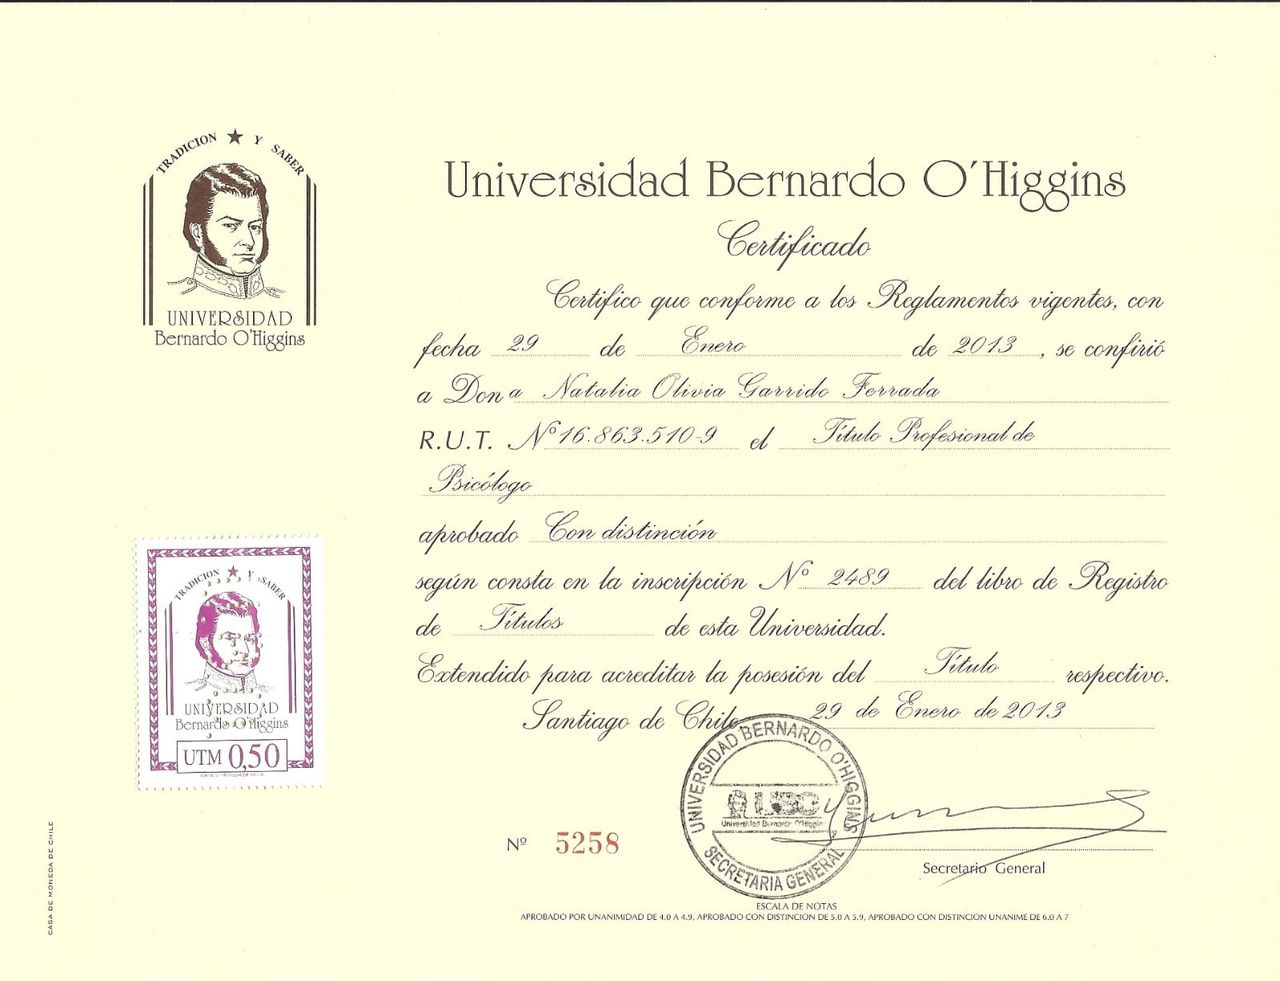 TRADICION Y SABER
UNIVERSIDAD
Bernardo O'Higgins
Universidad Bernardo O'Higgins
Certificado
Certifico que conforme a los Reglamentos vigentes, con
fecha 29 de Enero de 2013, se confirió
a Don a Natalia Olivia Garrido Ferrada
R.U.T. Nº 16.863.510-9 el Título Profesional de
Psicólogo
aprobado Con distinción
según consta en la inscripción Nº 2489 del libro de Registro
de Títulos de esta Universidad.
Extendido para acreditar la posesión del Título respectivo.
Santiago de Chile 29 de Enero de 2013
TRADICION Y SABER
UNIVERSIDAD
Bernardo O'Higgins
UTM 0,50
UNIVERSIDAD BERNARDO O'HIGGINS
UBO
Universidad Bernardo O'Higgins
SECRETARIA GENERAL
Nº 5258
Secretario General
ESCALA DE NOTAS
APROBADO POR UNANIMIDAD DE 4.0 A 4.9, APROBADO CON DISTINCION DE 5.0 A 5.9, APROBADO CON DISTINCION UNANIME DE 6.0 A 7
CASA DE MONEDA DE CHILE